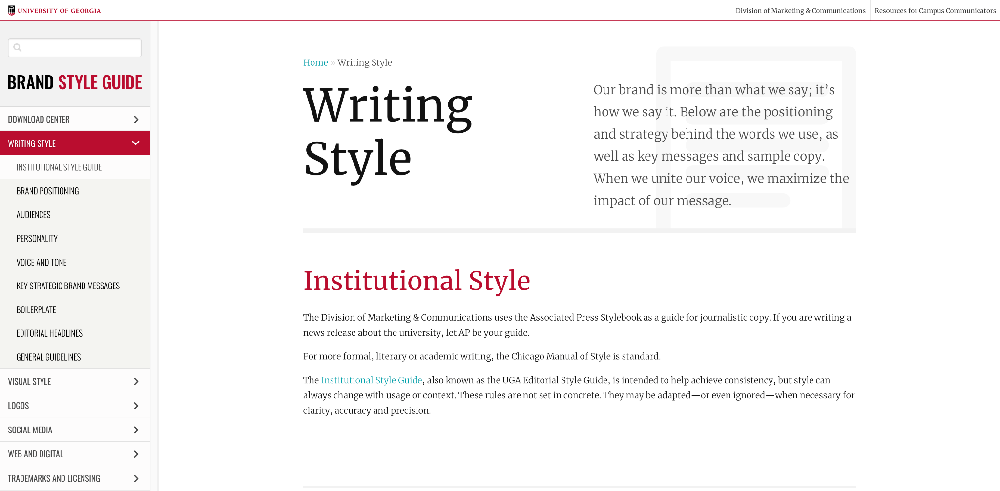 UNIVERSITY OF GEORGIA
Division of Marketing & Communications
Resources for Campus Communicators
BRAND STYLE GUIDE
DOWNLOAD CENTER
WRITING STYLE
INSTITUTIONAL STYLE GUIDE
BRAND POSITIONING
AUDIENCES
PERSONALITY
VOICE AND TONE
KEY STRATEGIC BRAND MESSAGES
BOILERPLATE
EDITORIAL HEADLINES
GENERAL GUIDELINES
VISUAL STYLE
LOGOS
SOCIAL MEDIA
WEB AND DIGITAL
TRADEMARKS AND LICENSING
Home » Writing Style
Writing
Style
Our brand is more than what we say; it’s
how we say it. Below are the positioning
and strategy behind the words we use, as
well as key messages and sample copy.
When we unite our voice, we maximize the
impact of our message.
Institutional Style
The Division of Marketing & Communications uses the Associated Press Stylebook as a guide for journalistic copy. If you are writing a
news release about the university, let AP be your guide.
For more formal, literary or academic writing, the Chicago Manual of Style is standard.
The Institutional Style Guide, also known as the UGA Editorial Style Guide, is intended to help achieve consistency, but style can
always change with usage or context. These rules are not set in concrete. They may be adapted—or even ignored—when necessary for
clarity, accuracy and precision.